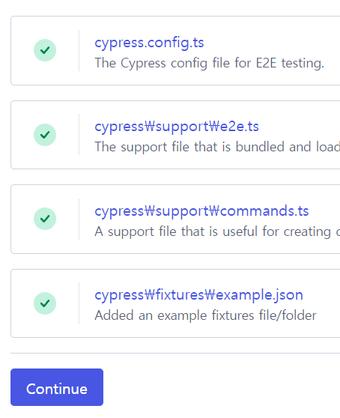 cypress.config.ts
The Cypress config file for E2E testing.
cypress₩support₩e2e.ts
The support file that is bundled and load
cypress₩support₩commands.ts
A support file that is useful for creating
cypress₩fixtures₩example.json
Added an example fixtures file/folder
Continue